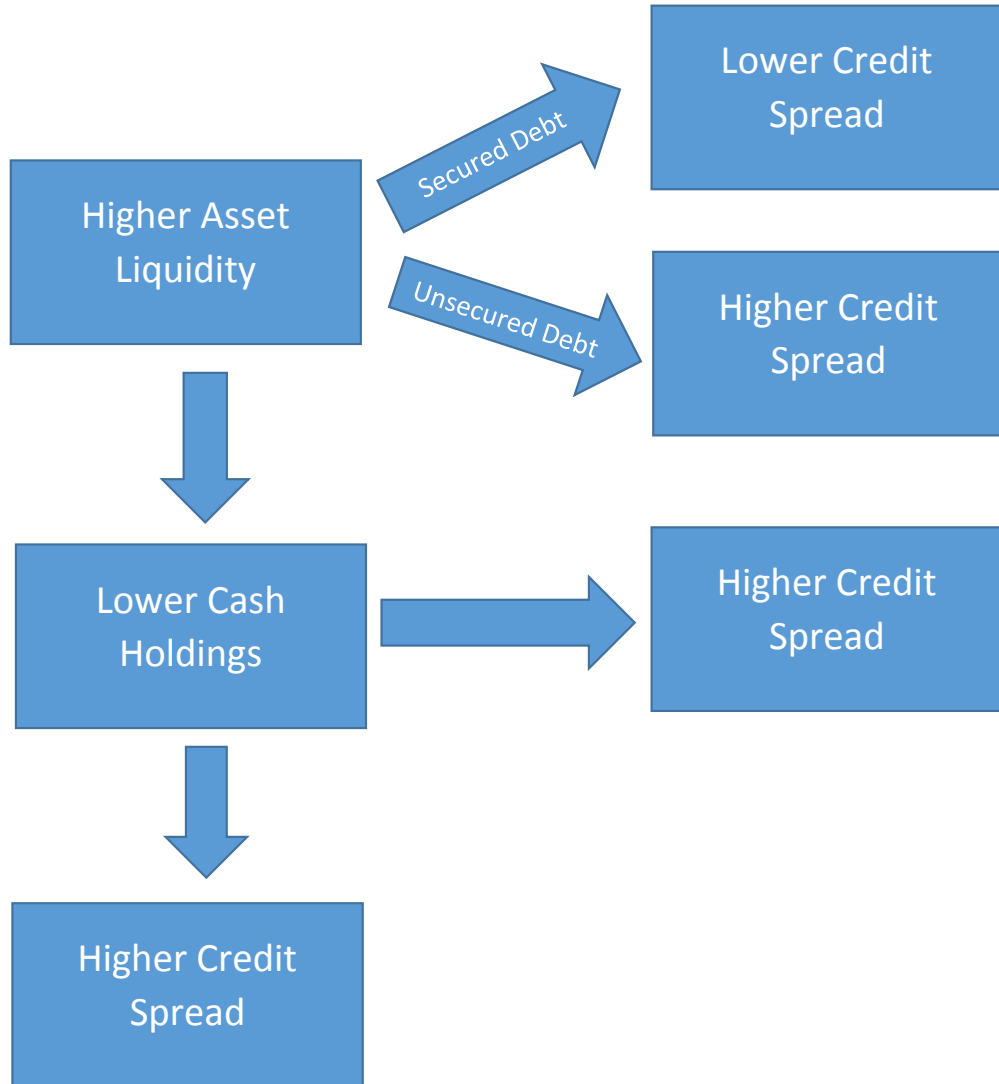 Lower Credit
Spread
Secured Debt
Higher Asset
Liquidity
Unsecured Debt
Higher Credit
Spread
Lower Cash
Holdings
Higher Credit
Spread
Higher Credit
Spread